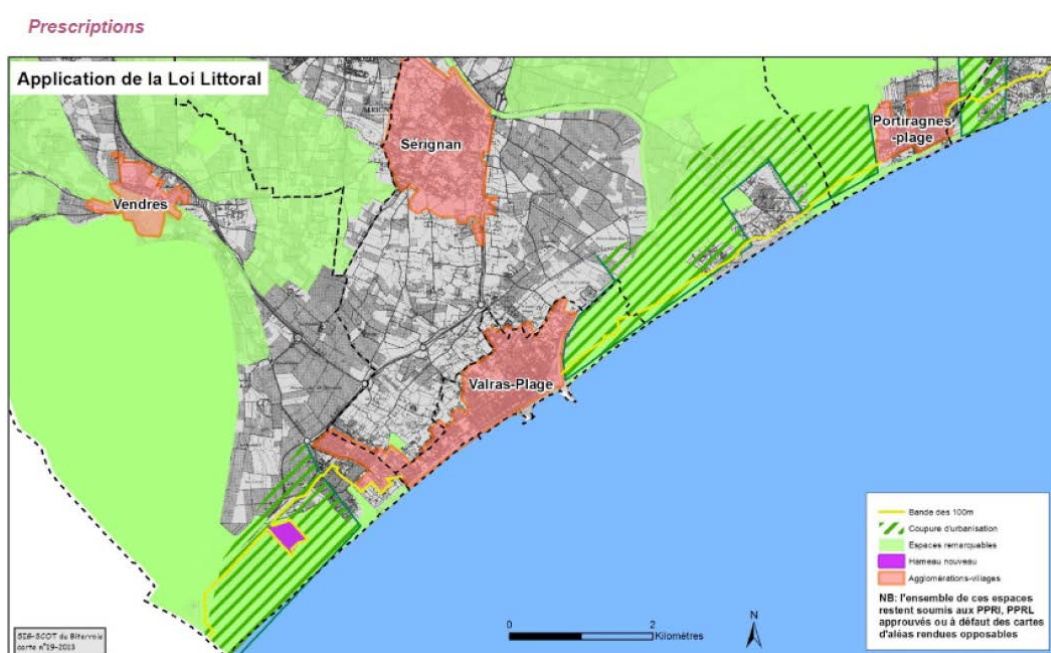 Prescriptions
Application de la Loi Littoral
Portiragnes
-plage
Sérignan
Vendres
Valras-Plage
Bande des 100m
Coupure d'urbanisation
Espaces remarquables
Hameau nouveau
Agglomérations-villages
NB: l'ensemble de ces espaces
restent soumis aux PPRI, PPRL
approuvés ou à défaut des cartes
d'aléas rendues opposables
N
0 2
Kilomètres
SIG-SCOT du Biterrois
carte n°19-2013